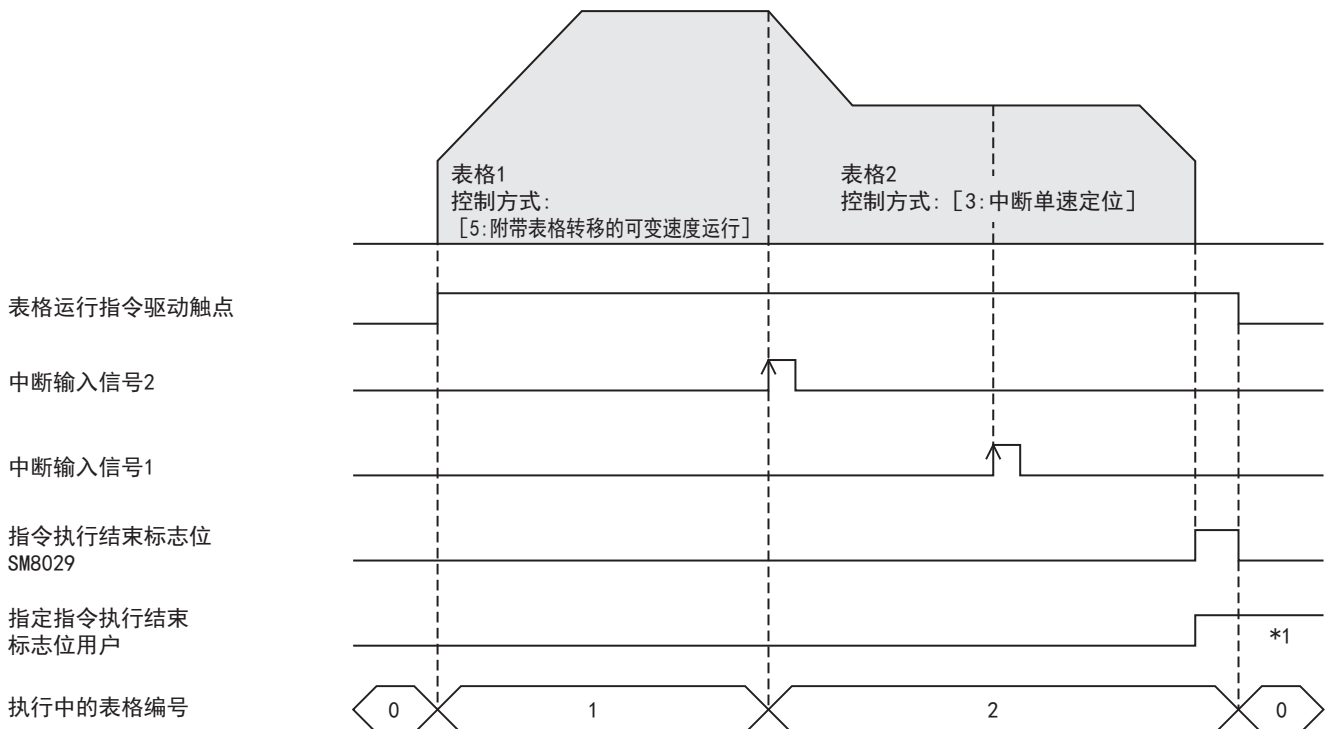 表格1
控制方式:
[5:附带表格转移的可变速度运行]
表格2
控制方式: [3:中断单速定位]
表格运行指令驱动触点
中断输入信号2
中断输入信号1
指令执行结束标志位
SM8029
指定指令执行结束
标志位用户
*1
执行中的表格编号
0
1
2
0